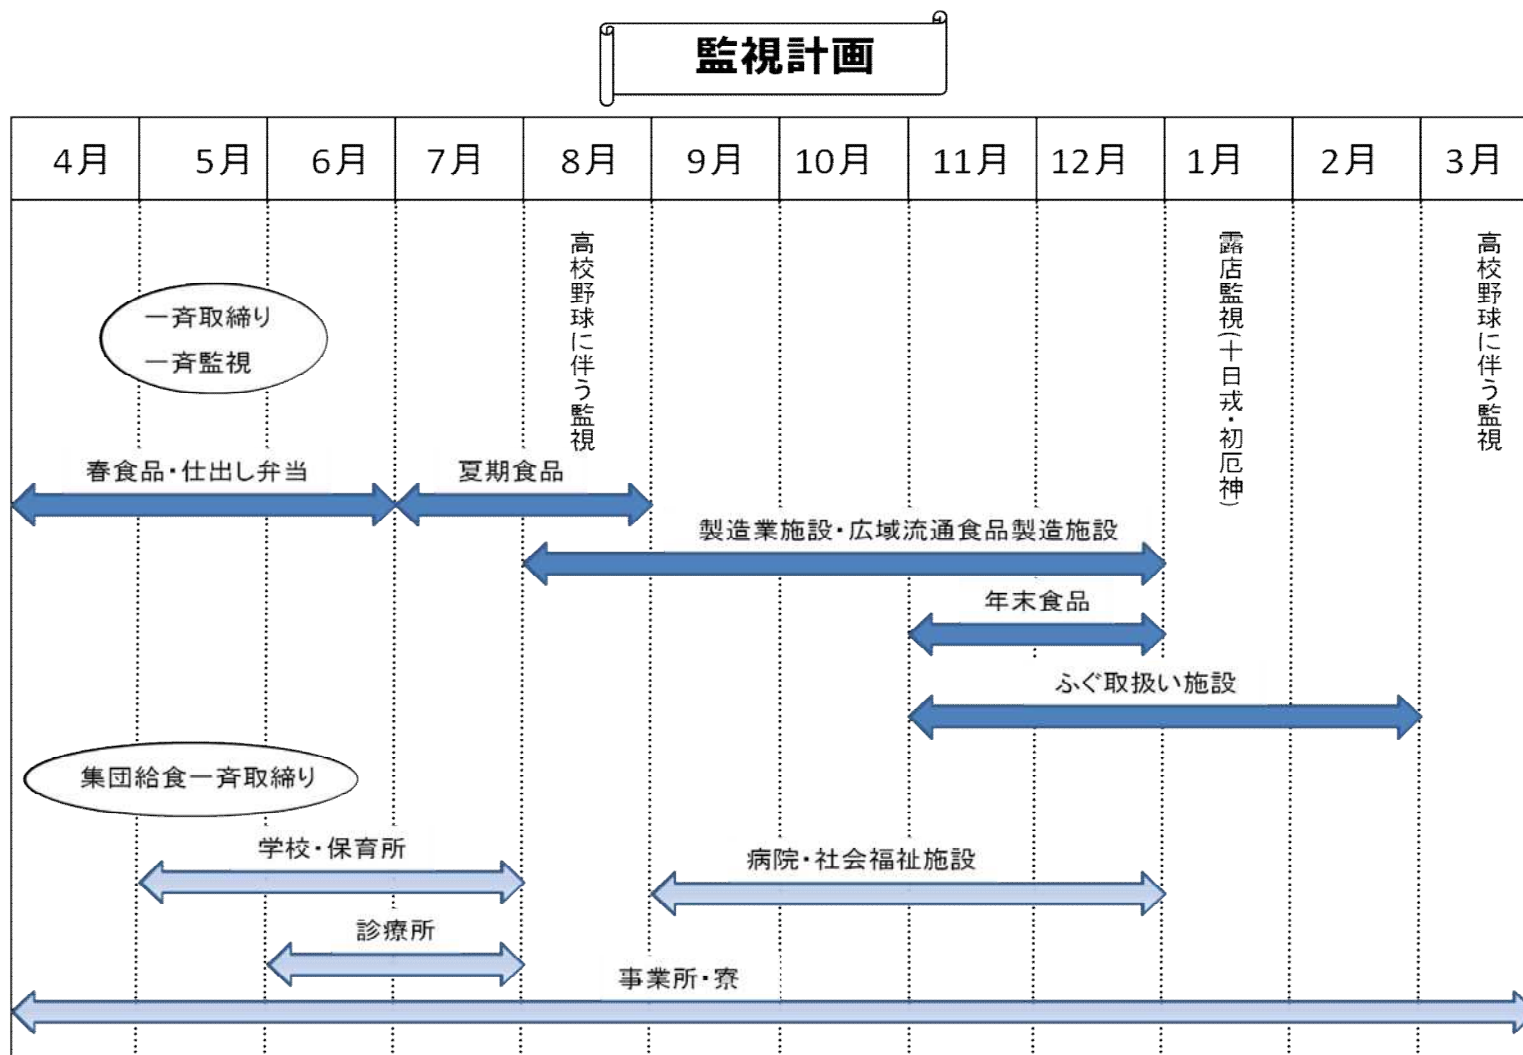 監視計画
4月 5月 6月 7月 8月 9月 10月 11月 12月 1月 2月 3月
高校野球に伴う監視
露店監視(十日戎・初厄神)
高校野球に伴う監視
一斉取締り
一斉監視
春食品・仕出し弁当
夏期食品
製造業施設・広域流通食品製造施設
年末食品
ふぐ取扱い施設
集団給食一斉取締り
学校・保育所
病院・社会福祉施設
診療所
事業所・寮